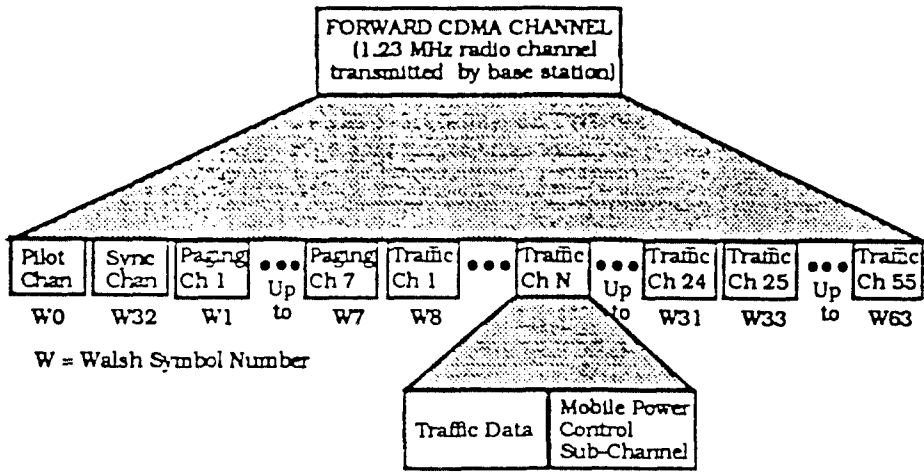 FORWARD CDMA CHANNEL
(1.23 MHz radio channel
transmitted by base station)
Pilot Chan
Sync Chan
Paging Ch 1
••• Up to
Paging Ch 7
Traffic Ch 1
•••
Traffic Ch N
••• Up to
Traffic Ch 24
Traffic Ch 25
••• Up to
Traffic Ch 55
W0 W32 W1 W7 W8 W31 W33 W63
W = Walsh Symbol Number
Traffic Data
Mobile Power
Control
Sub-Channel